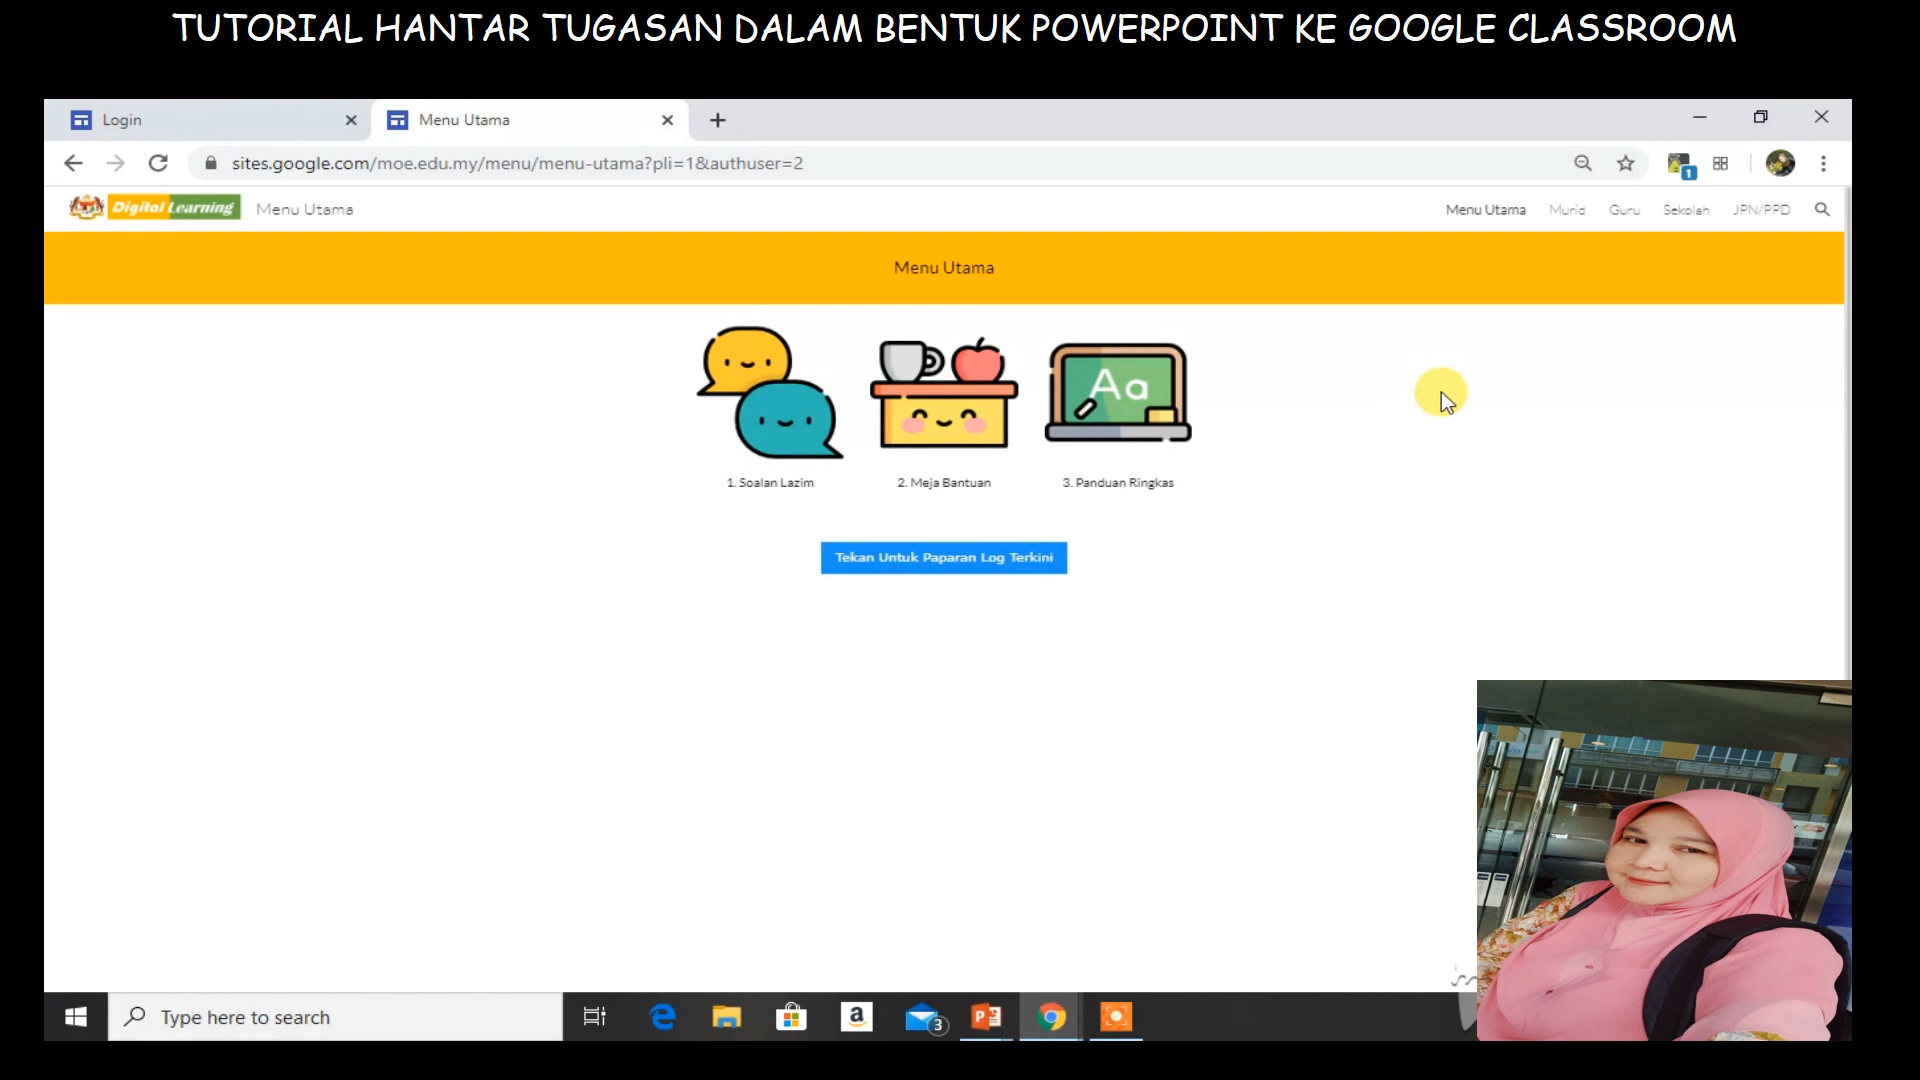 TUTORIAL HANTAR TUGASAN DALAM BENTUK POWERPOINT KE GOOGLE CLASSROOM
Login
Menu Utama
sites.google.com/moe.edu.my/menu/menu-utama?pli=1&authuser=2
1
Digital Learning
Menu Utama
Menu Utama Murid Guru Sekolah JPN/PPD
Menu Utama
Aa
1. Soalan Lazim
2. Meja Bantuan
3. Panduan Ringkas
Tekan Untuk Paparan Log Terkini
Type here to search
a
3
P